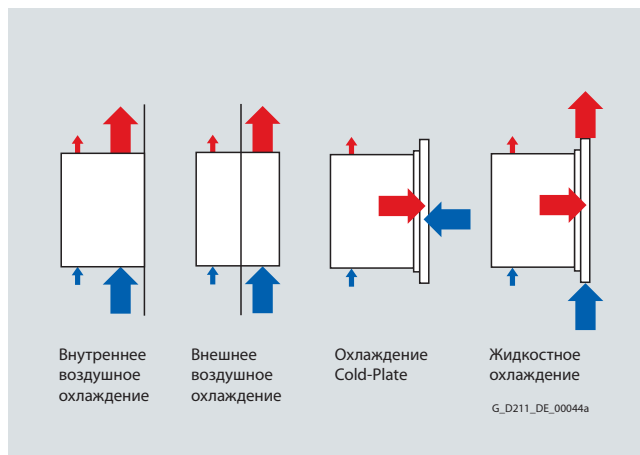 Внутреннее
воздушное
охлаждение
Внешнее
воздушное
охлаждение
Охлаждение
Cold-Plate
Жидкостное
охлаждение
G_D211_DE_00044a